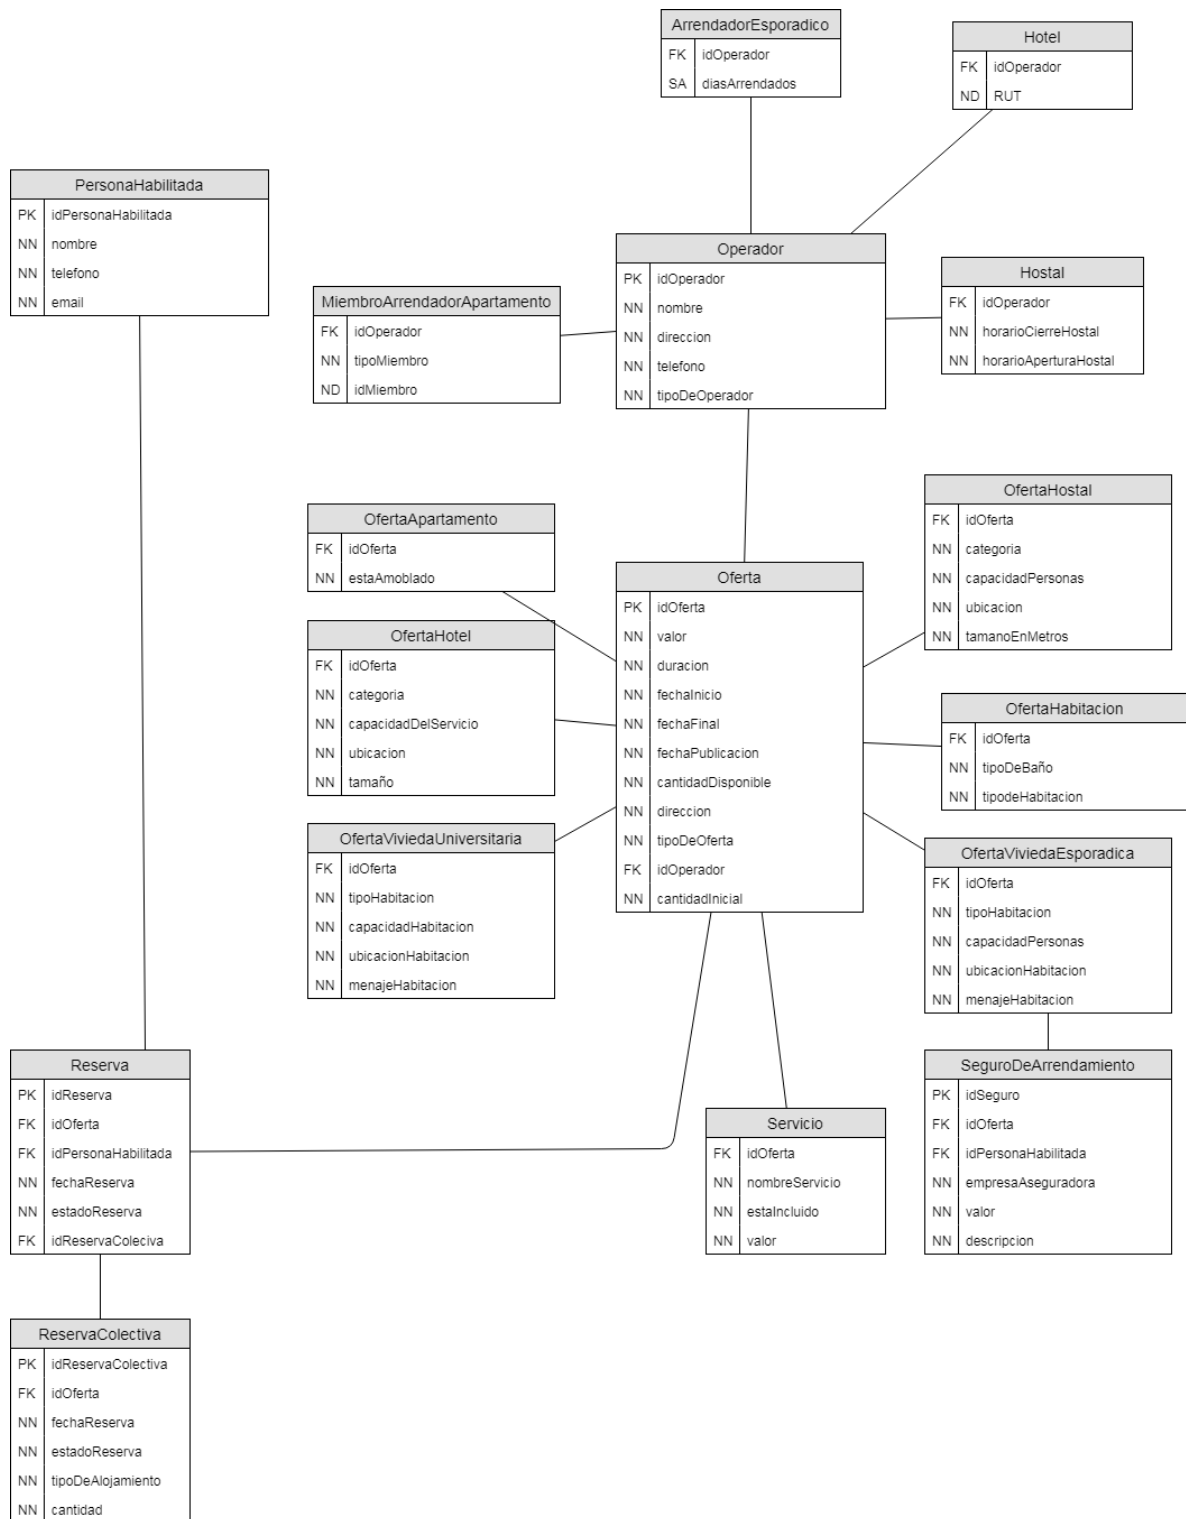 ArrendadorEsporadico
FK idOperador
SA diasArrendados
Hotel
FK idOperador
ND RUT
PersonaHabilitada
PK idPersonaHabilitada
NN nombre
NN telefono
NN email
Operador
PK idOperador
NN nombre
NN direccion
NN telefono
NN tipoDeOperador
MiembroArrendadorApartamento
FK idOperador
NN tipoMiembro
ND idMiembro
Hostal
FK idOperador
NN horarioCierreHostal
NN horarioAperturaHostal
OfertaApartamento
FK idOferta
NN estaAmoblado
OfertaHotel
FK idOferta
NN categoria
NN capacidadDelServicio
NN ubicacion
NN tamaño
OfertaViviedaUniversitaria
FK idOferta
NN tipoHabitacion
NN capacidadHabitacion
NN ubicacionHabitacion
NN menajeHabitacion
Oferta
PK idOferta
NN valor
NN duracion
NN fechaInicio
NN fechaFinal
NN fechaPublicacion
NN cantidadDisponible
NN direccion
NN tipoDeOferta
FK idOperador
NN cantidadInicial
OfertaHostal
FK idOferta
NN categoria
NN capacidadPersonas
NN ubicacion
NN tamanoEnMetros
OfertaHabitacion
FK idOferta
NN tipoDeBaño
NN tipodeHabitacion
OfertaViviedaEsporadica
FK idOferta
NN tipoHabitacion
NN capacidadPersonas
NN ubicacionHabitacion
NN menajeHabitacion
Reserva
PK idReserva
FK idOferta
FK idPersonaHabilitada
NN fechaReserva
NN estadoReserva
FK idReservaColeciva
Servicio
FK idOferta
NN nombreServicio
NN estaIncluido
NN valor
SeguroDeArrendamiento
PK idSeguro
FK idOferta
FK idPersonaHabilitada
NN empresaAseguradora
NN valor
NN descripcion
ReservaColectiva
PK idReservaColectiva
FK idOferta
NN fechaReserva
NN estadoReserva
NN tipoDeAlojamiento
NN cantidad